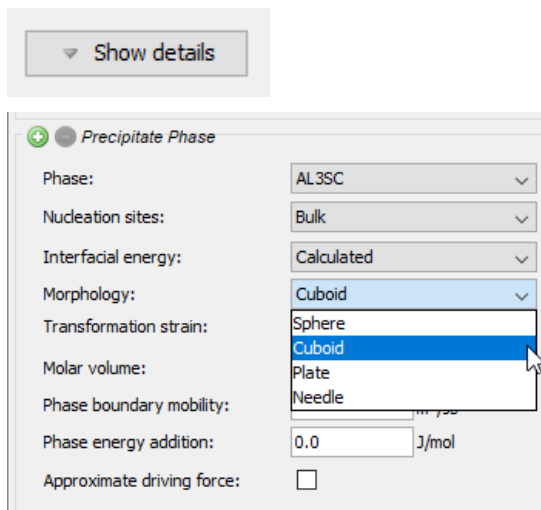 Show details
Precipitate Phase
Phase: AL3SC
Nucleation sites: Bulk
Interfacial energy: Calculated
Morphology: Cuboid
Transformation strain: Sphere
Cuboid
Molar volume: Plate
Needle
Phase boundary mobility:
Phase energy addition: 0.0 J/mol
Approximate driving force: